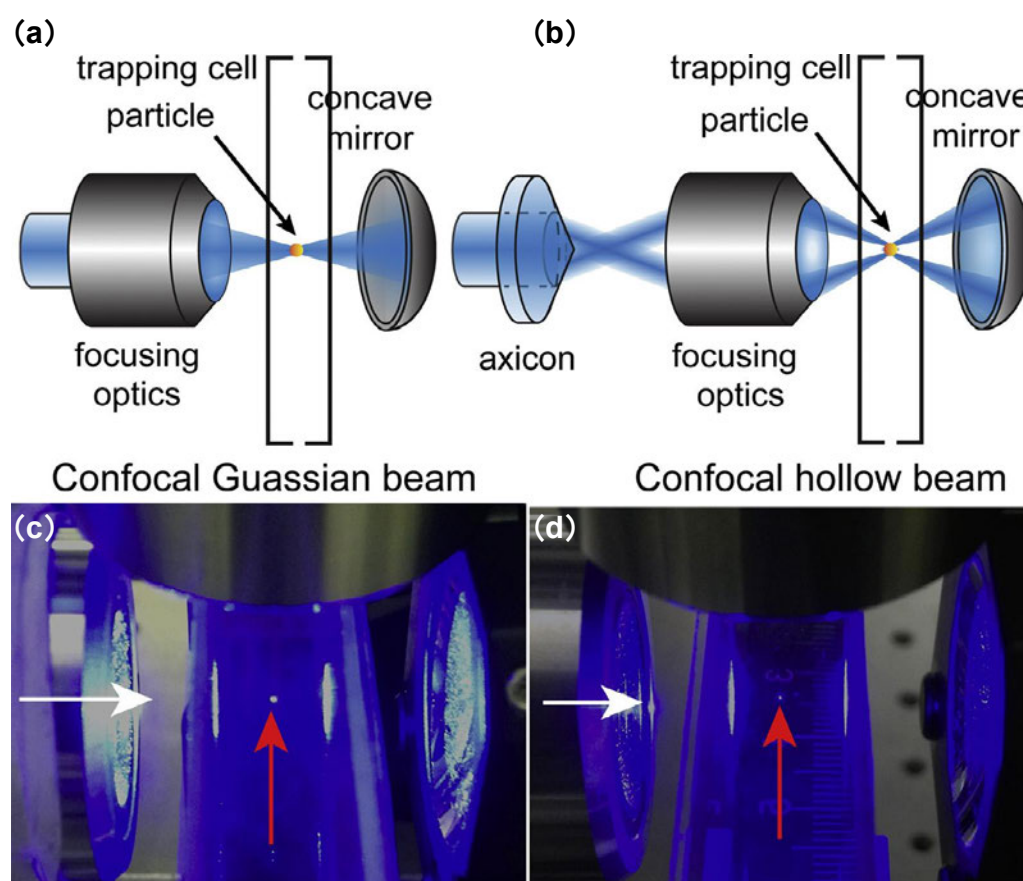 (a)
trapping cell
particle
concave
mirror
focusing
optics
Confocal Guassian beam
(b)
trapping cell
particle
concave
mirror
axicon
focusing
optics
Confocal hollow beam
(c)
(d)
3